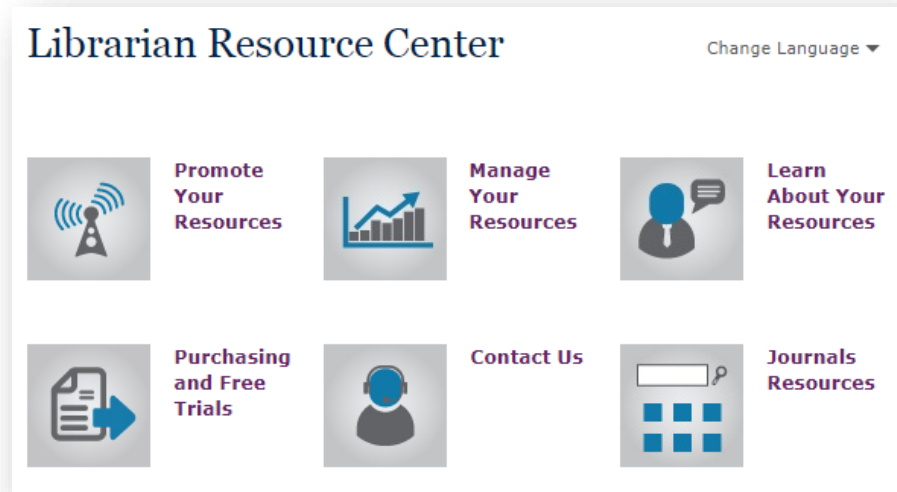 Librarian Resource Center
Change Language
Promote
Your
Resources
Manage
Your
Resources
Learn
About Your
Resources
Purchasing
and Free
Trials
Contact Us
Journals
Resources